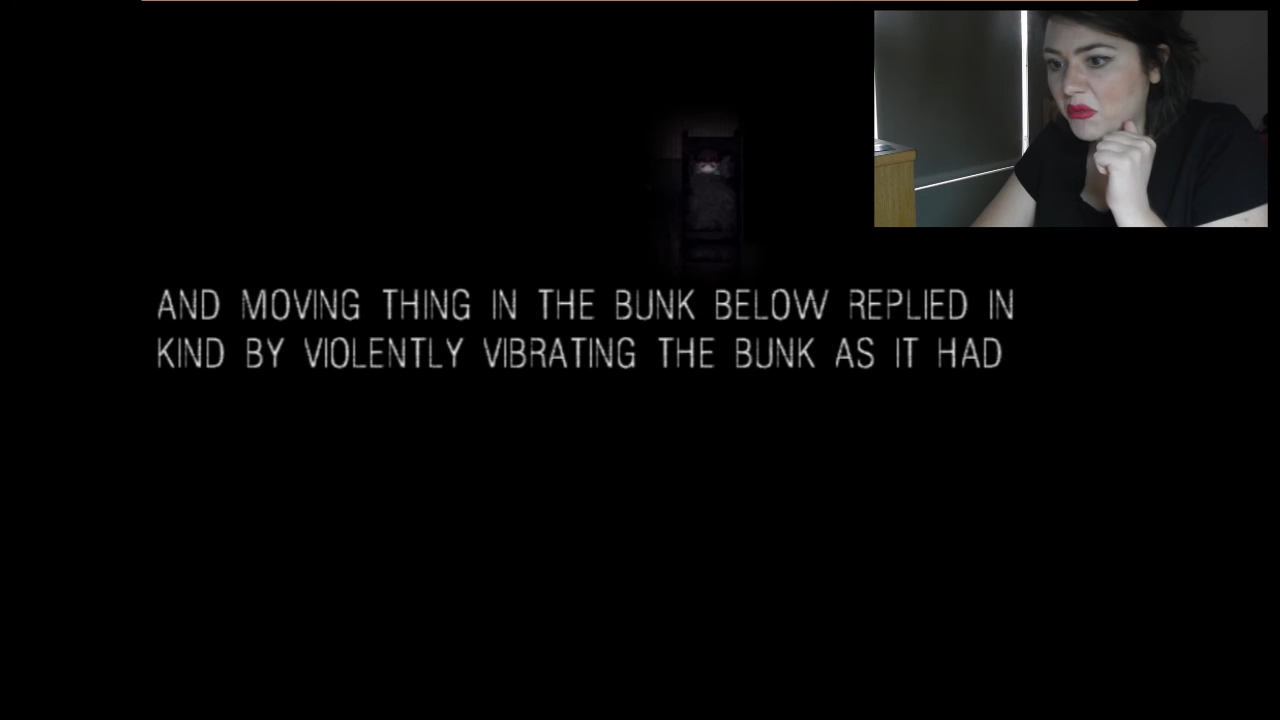 AND MOVING THING IN THE BUNK BELOW REPLIED IN
KIND BY VIOLENTLY VIBRATING THE BUNK AS IT HAD